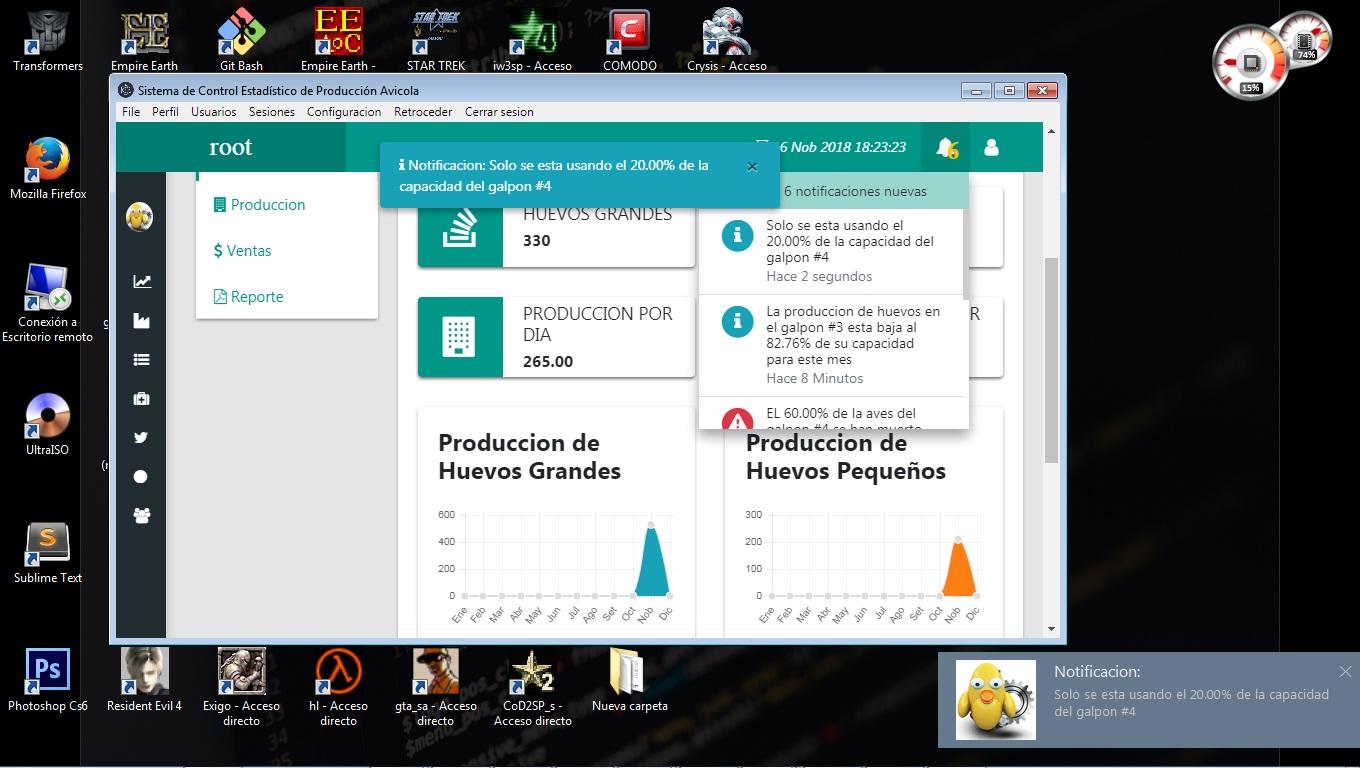 Transformers
Empire Earth
Git Bash
Empire Earth -
STAR TREK
iw3sp - Acceso
COMODO
Crysis - Acceso
74%
15%
Sistema de Control Estadístico de Producción Avicola
File Perfil Usuarios Sesiones Configuracion Retroceder Cerrar sesion
root
6 Nob 2018 18:23:23
6
Notificacion: Solo se esta usando el 20.00% de la
capacidad del galpon #4
6 notificaciones nuevas
Solo se esta usando el
20.00% de la capacidad del
galpon #4
Hace 2 segundos
La produccion de huevos en
el galpon #3 esta baja al
82.76% de su capacidad
para este mes
Hace 8 Minutos
EL 60.00% de la aves del
galpon #4 se han muerto
Produccion
Ventas
Reporte
HUEVOS GRANDES
330
PRODUCCION POR
DIA
265.00
R
Produccion de
Huevos Grandes
600
400
200
0
Ene Feb Mar Abr May Jun Jul Ago Set Oct Nob Dic
Produccion de
Huevos Pequeños
300
200
100
0
Ene Feb Mar Abr May Jun Jul Ago Set Oct Nob Dic
Mozilla Firefox
Conexión a
Escritorio remoto
UltraISO
Sublime Text
Ps
Photoshop Cs6
Resident Evil 4
Exigo - Acceso
directo
hl - Acceso
directo
gta_sa - Acceso
directo
CoD2SP_s -
Acceso directo
Nueva carpeta
Notificacion:
Solo se esta usando el 20.00% de la capacidad
del galpon #4